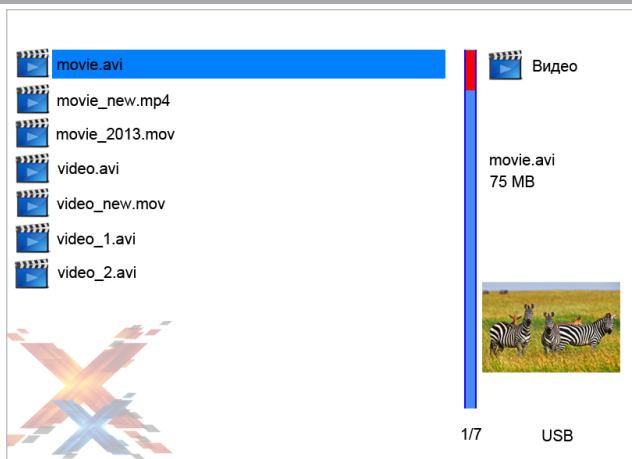 movie.avi
movie_new.mp4
movie_2013.mov
video.avi
video_new.mov
video_1.avi
video_2.avi
Видео
movie.avi
75 MB
1/7
USB